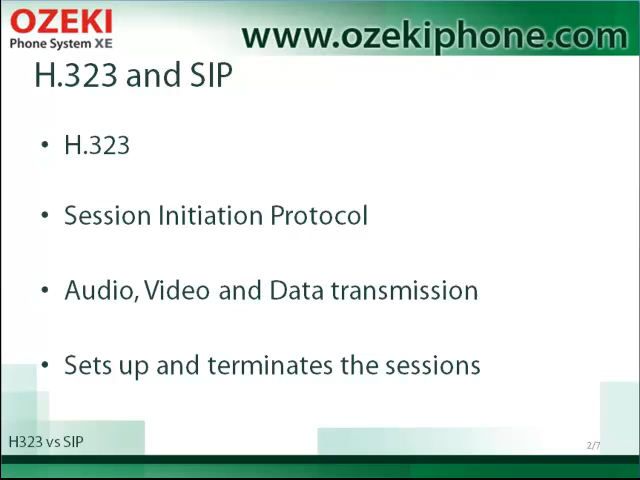 OZEKI
Phone System XE
www.ozekiphone.com
H.323 and SIP
• H.323
• Session Initiation Protocol
• Audio, Video and Data transmission
• Sets up and terminates the sessions
H323 vs SIP
2/7